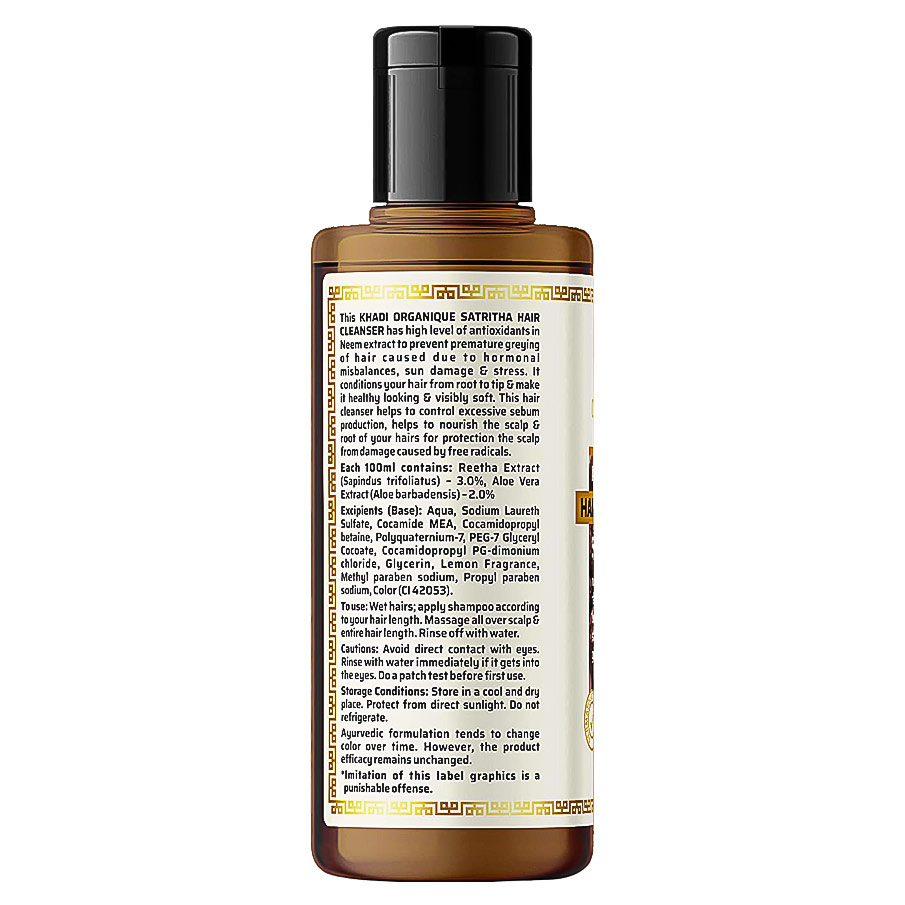 This KHADI ORGANIQUE SATRITHA HAIR
CLEANSER has high level of antioxidants in
Neem extract to prevent premature greying
of hair caused due to hormonal
misbalances, sun damage & stress. It
conditions your hair from root to tip & make
it healthy looking & visibly soft. This hair
cleanser helps to control excessive sebum
production, helps to nourish the scalp &
root of your hairs for protection the scalp
from damage caused by free radicals.
Each 100ml contains: Reetha Extract
(Sapindus trifoliatus) – 3.0%, Aloe Vera
Extract (Aloe barbadensis) – 2.0%
Excipients (Base): Aqua, Sodium Laureth
Sulfate, Cocamide MEA, Cocamidopropyl
betaine, Polyquaternium-7, PEG-7 Glyceryl
Cocoate, Cocamidopropyl PG-dimonium
chloride, Glycerin, Lemon Fragrance,
Methyl paraben sodium, Propyl paraben
sodium, Color (CI 42053).
To use: Wet hairs; apply shampoo according
to your hair length. Massage all over scalp &
entire hair length. Rinse off with water.
Cautions: Avoid direct contact with eyes.
Rinse with water immediately if it gets into
the eyes. Do a patch test before first use.
Storage Conditions: Store in a cool and dry
place. Protect from direct sunlight. Do not
refrigerate.
Ayurvedic formulation tends to change
color over time. However, the product
efficacy remains unchanged.
*Imitation of this label graphics is a
punishable offense.